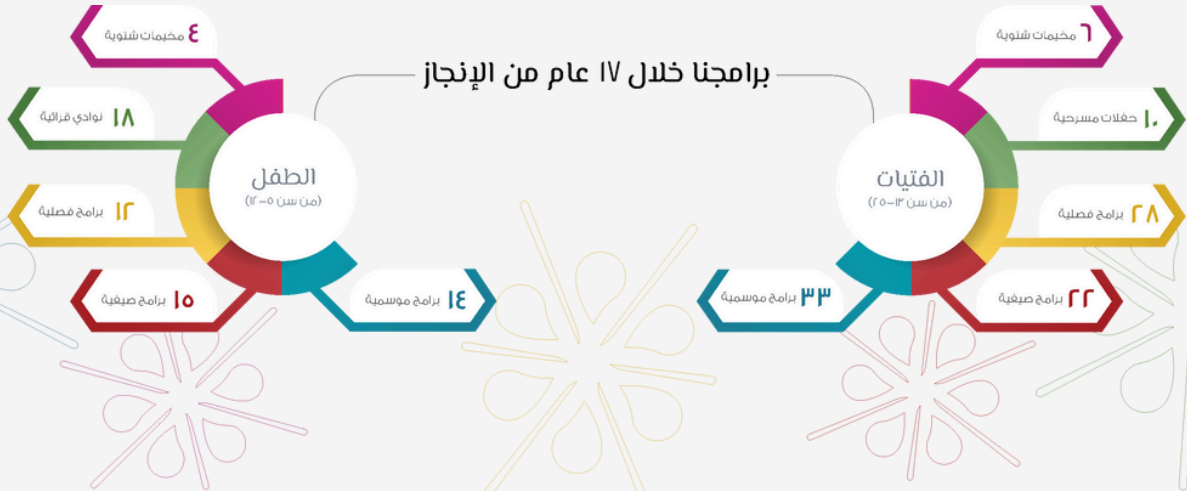 برامجنا خلال ١٧ عام من الإنجاز
الفتيات
(من سن ١٣-٢٥)
٦ مخيمات شتوية
١٠ حفلات مسرحية
٢٨ برامج فصلية
٢٢ برامج صيفية
٣٣ برامج موسمية
الطفل
(من سن ٥-١٢)
٤ مخيمات شتوية
١٨ نوادي قرائية
١٢ برامج فصلية
١٥ برامج صيفية
١٤ برامج موسمية